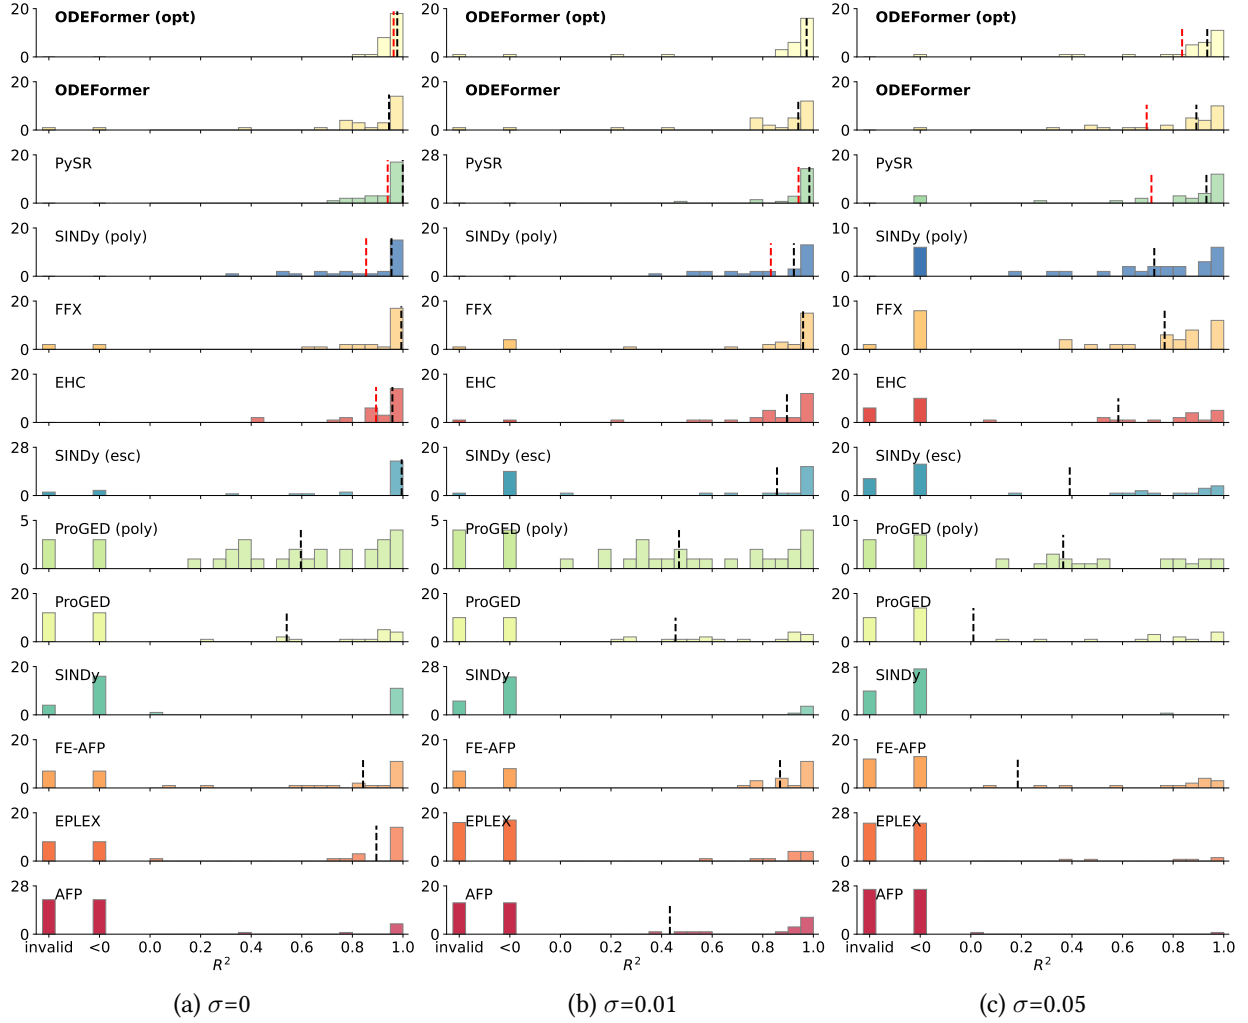 20 ODEFormer (opt) 0
20 ODEFormer (opt) 0
20 ODEFormer (opt) 0
20 ODEFormer 0
20 ODEFormer 0
20 ODEFormer 0
20 PySR 0
28 PySR 0
20 PySR 0
20 SINDy (poly) 0
20 SINDy (poly) 0
10 SINDy (poly) 0
20 FFX 0
20 FFX 0
10 FFX 0
20 EHC 0
20 EHC 0
20 EHC 0
28 SINDy (esc) 0
20 SINDy (esc) 0
20 SINDy (esc) 0
5 ProGED (poly) 0
5 ProGED (poly) 0
10 ProGED (poly) 0
20 ProGED 0
20 ProGED 0
20 ProGED 0
20 SINDy 0
28 SINDy 0
28 SINDy 0
20 FE-AFP 0
20 FE-AFP 0
20 FE-AFP 0
20 EPLEX 0
20 EPLEX 0
28 EPLEX 0
28 AFP 0
20 AFP 0
28 AFP 0
invalid <0 0.0 0.2 0.4 0.6 0.8 1.0
invalid <0 0.0 0.2 0.4 0.6 0.8 1.0
invalid <0 0.0 0.2 0.4 0.6 0.8 1.0
R²
R²
R²
(a) σ=0
(b) σ=0.01
(c) σ=0.05